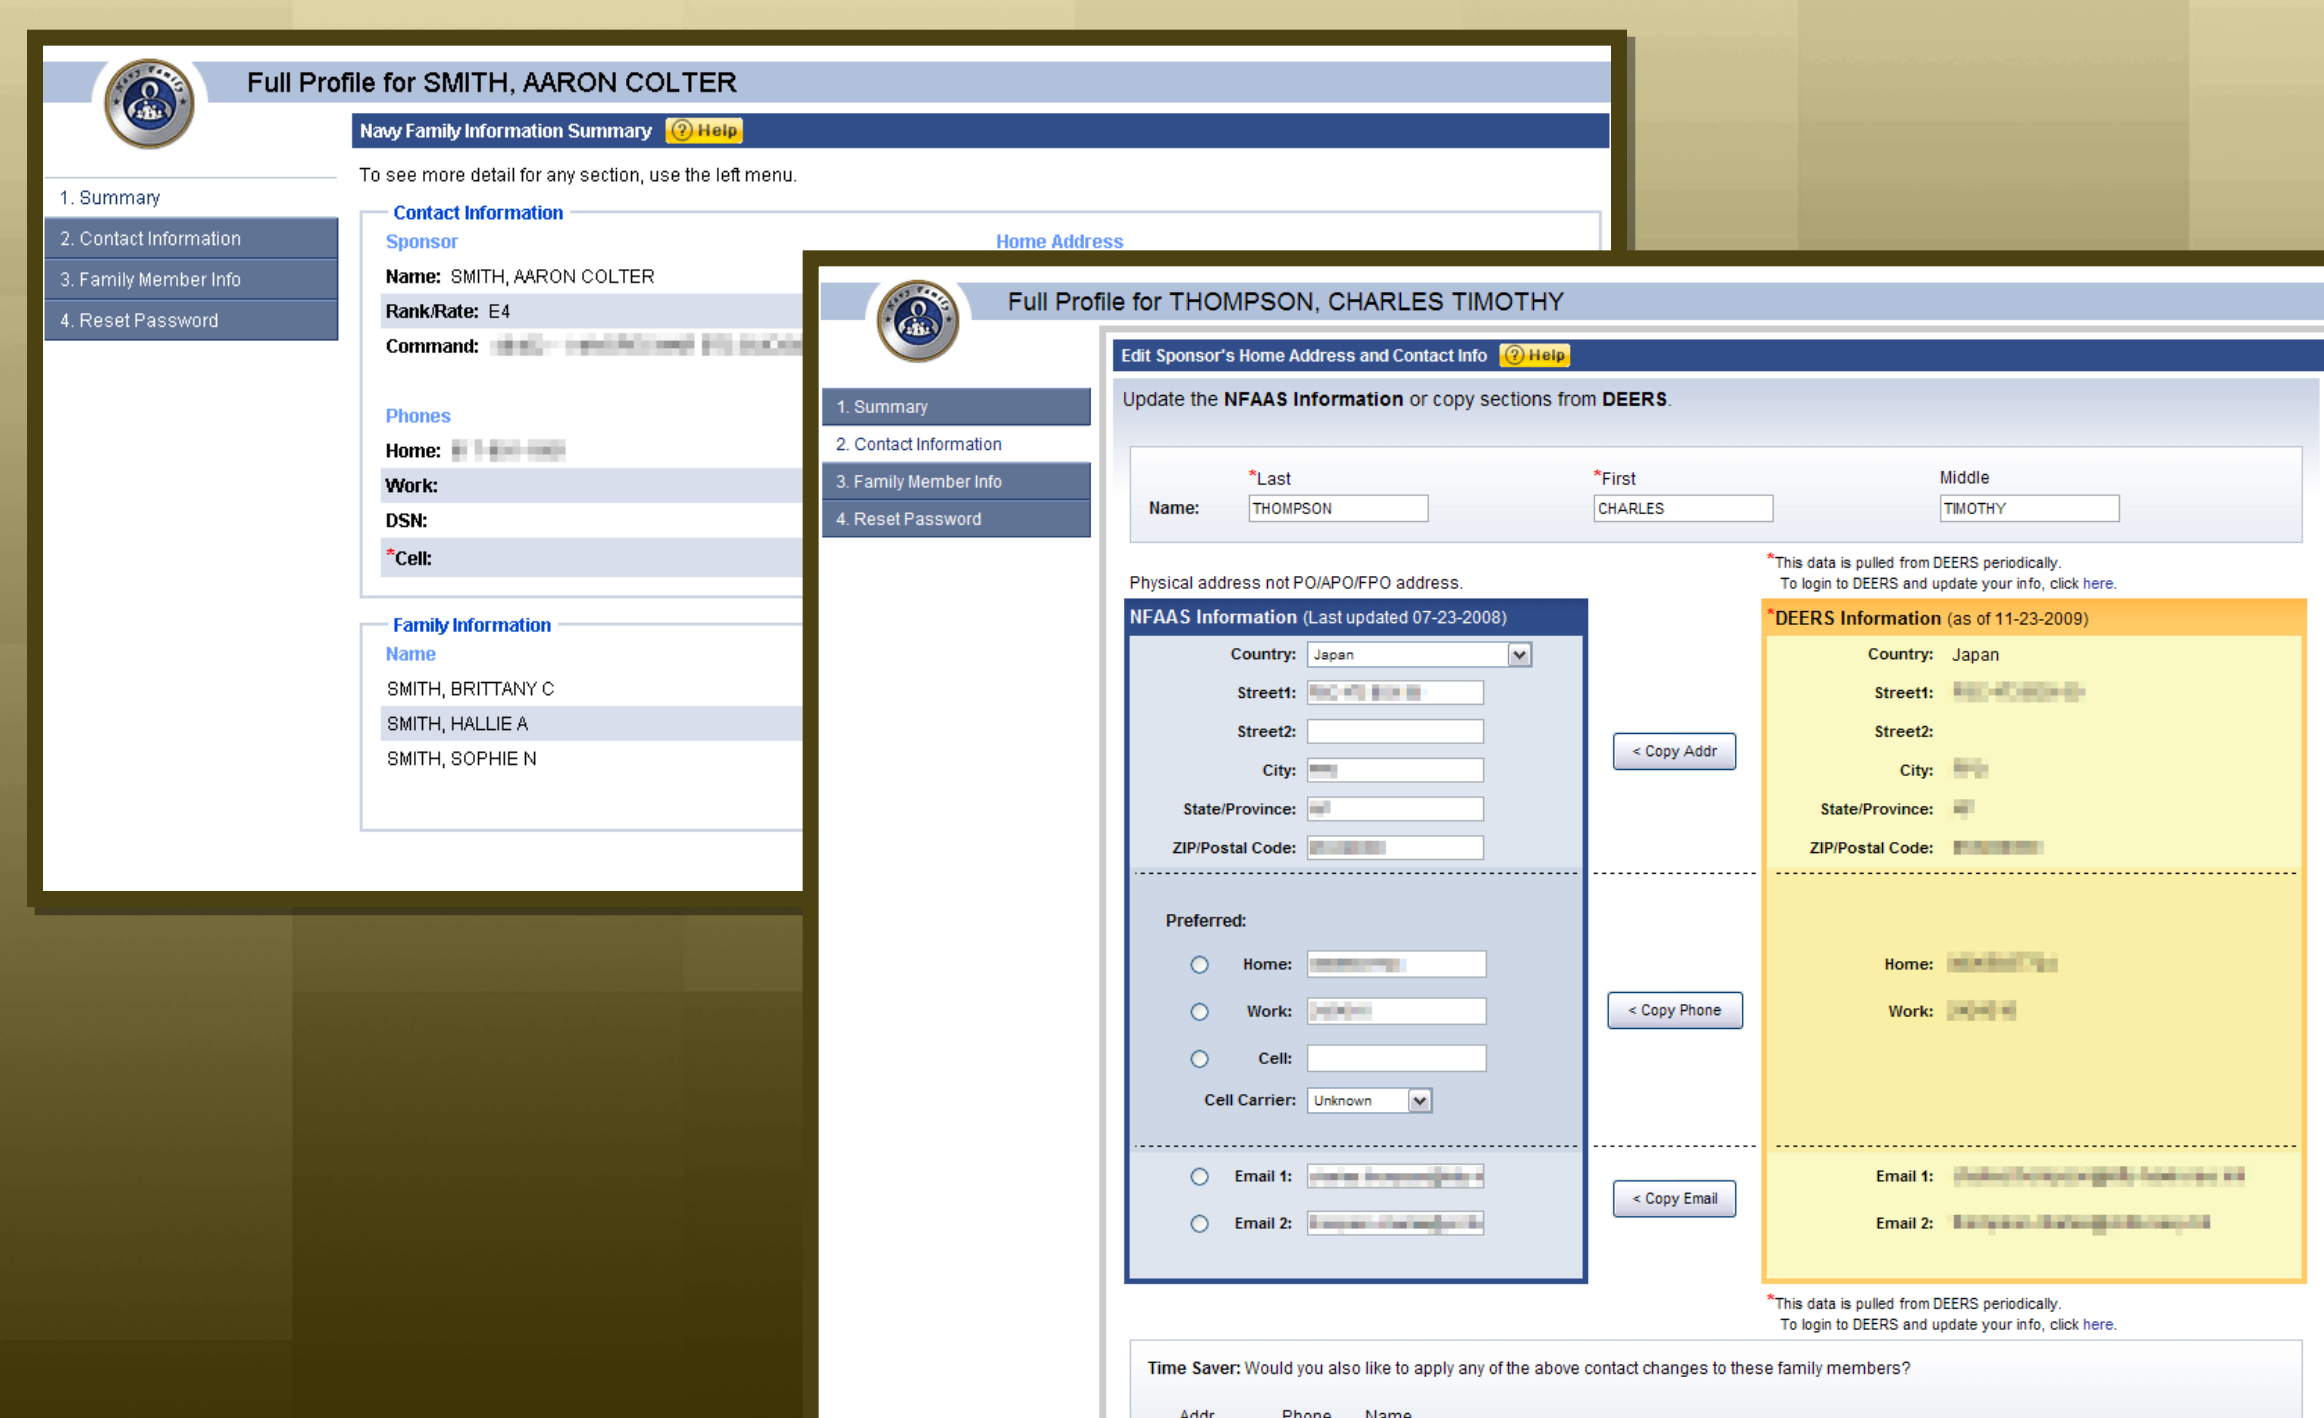 Navy Family
Full Profile for SMITH, AARON COLTER
Navy Family Information Summary ? Help
To see more detail for any section, use the left menu.
1. Summary
2. Contact Information
3. Family Member Info
4. Reset Password
Contact Information
Sponsor
Home Address
Name: SMITH, AARON COLTER
Rank/Rate: E4
Command:
Phones
Home:
Work:
DSN:
*Cell:
Family Information
Name
SMITH, BRITTANY C
SMITH, HALLIE A
SMITH, SOPHIE N
Navy Family
Full Profile for THOMPSON, CHARLES TIMOTHY
1. Summary
2. Contact Information
3. Family Member Info
4. Reset Password
Edit Sponsor's Home Address and Contact Info ? Help
Update the NFAAS Information or copy sections from DEERS.
*Last *First Middle
Name: THOMPSON CHARLES TIMOTHY
*This data is pulled from DEERS periodically.
To login to DEERS and update your info, click here.
Physical address not PO/APO/FPO address.
NFAAS Information (Last updated 07-23-2008)
Country: Japan
Street1:
Street2:
City:
State/Province:
ZIP/Postal Code:
Preferred:
Home:
Work:
Cell:
Cell Carrier: Unknown
Email 1:
Email 2:
< Copy Addr
< Copy Phone
< Copy Email
*DEERS Information (as of 11-23-2009)
Country: Japan
Street1:
Street2:
City:
State/Province:
ZIP/Postal Code:
Home:
Work:
Email 1:
Email 2:
*This data is pulled from DEERS periodically.
To login to DEERS and update your info, click here.
Time Saver: Would you also like to apply any of the above contact changes to these family members?
Addr Phone Name